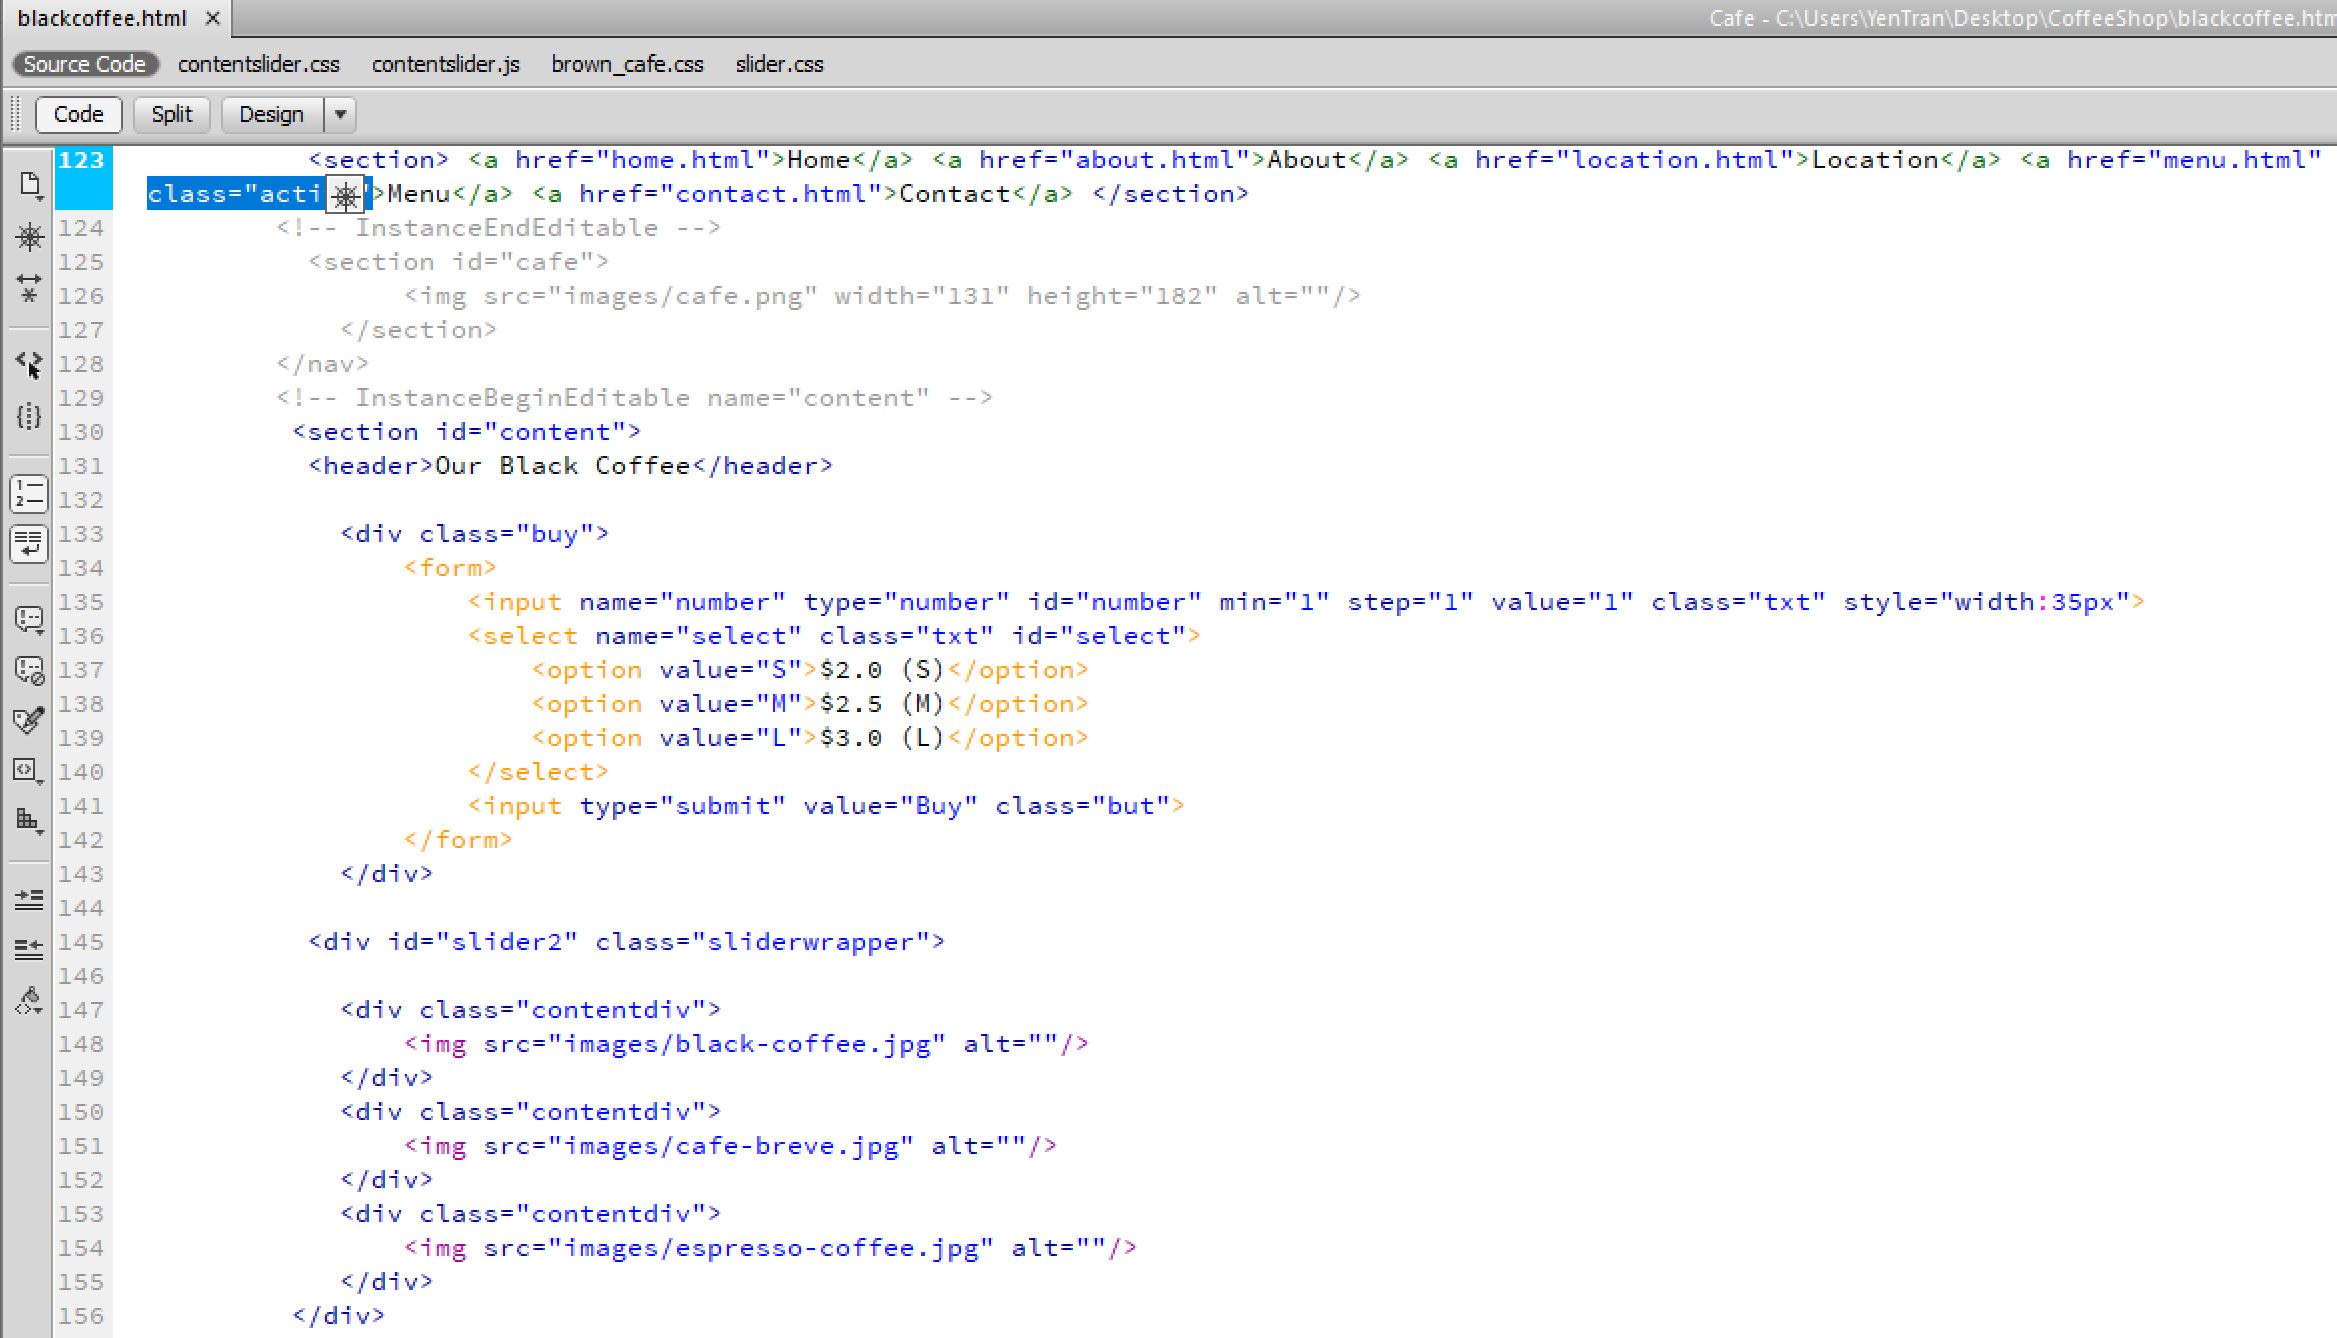 blackcoffee.html ×
Cafe - C:\Users\YenTran\Desktop\CoffeeShop\blackcoffee.htm
Source Code contentslider.css contentslider.js brown_cafe.css slider.css
Code Split Design
123 <section> <a href="home.html">Home</a> <a href="about.html">About</a> <a href="location.html">Location</a> <a href="menu.html"
class="acti ">Menu</a> <a href="contact.html">Contact</a> </section>
124 <!-- InstanceEndEditable -->
125 <section id="cafe">
126 <img src="images/cafe.png" width="131" height="182" alt=""/>
127 </section>
128 </nav>
129 <!-- InstanceBeginEditable name="content" -->
130 <section id="content">
131 <header>Our Black Coffee</header>
132
133 <div class="buy">
134 <form>
135 <input name="number" type="number" id="number" min="1" step="1" value="1" class="txt" style="width:35px">
136 <select name="select" class="txt" id="select">
137 <option value="S">$2.0 (S)</option>
138 <option value="M">$2.5 (M)</option>
139 <option value="L">$3.0 (L)</option>
140 </select>
141 <input type="submit" value="Buy" class="but">
142 </form>
143 </div>
144
145 <div id="slider2" class="sliderwrapper">
146
147 <div class="contentdiv">
148 <img src="images/black-coffee.jpg" alt=""/>
149 </div>
150 <div class="contentdiv">
151 <img src="images/cafe-breve.jpg" alt=""/>
152 </div>
153 <div class="contentdiv">
154 <img src="images/espresso-coffee.jpg" alt=""/>
155 </div>
156 </div>